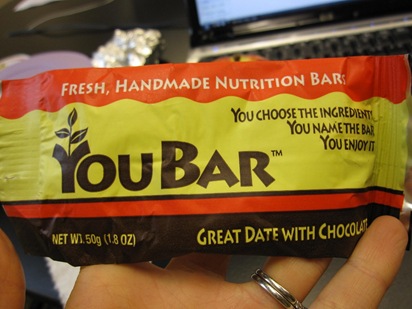 FRESH, HANDMADE NUTRITION BARS
YOU CHOOSE THE INGREDIENTS
YOU NAME THE BAR
YOU ENJOY IT
YOUBAR™
NET WT. 50g (1.8 OZ)
GREAT DATE WITH CHOCOLATE